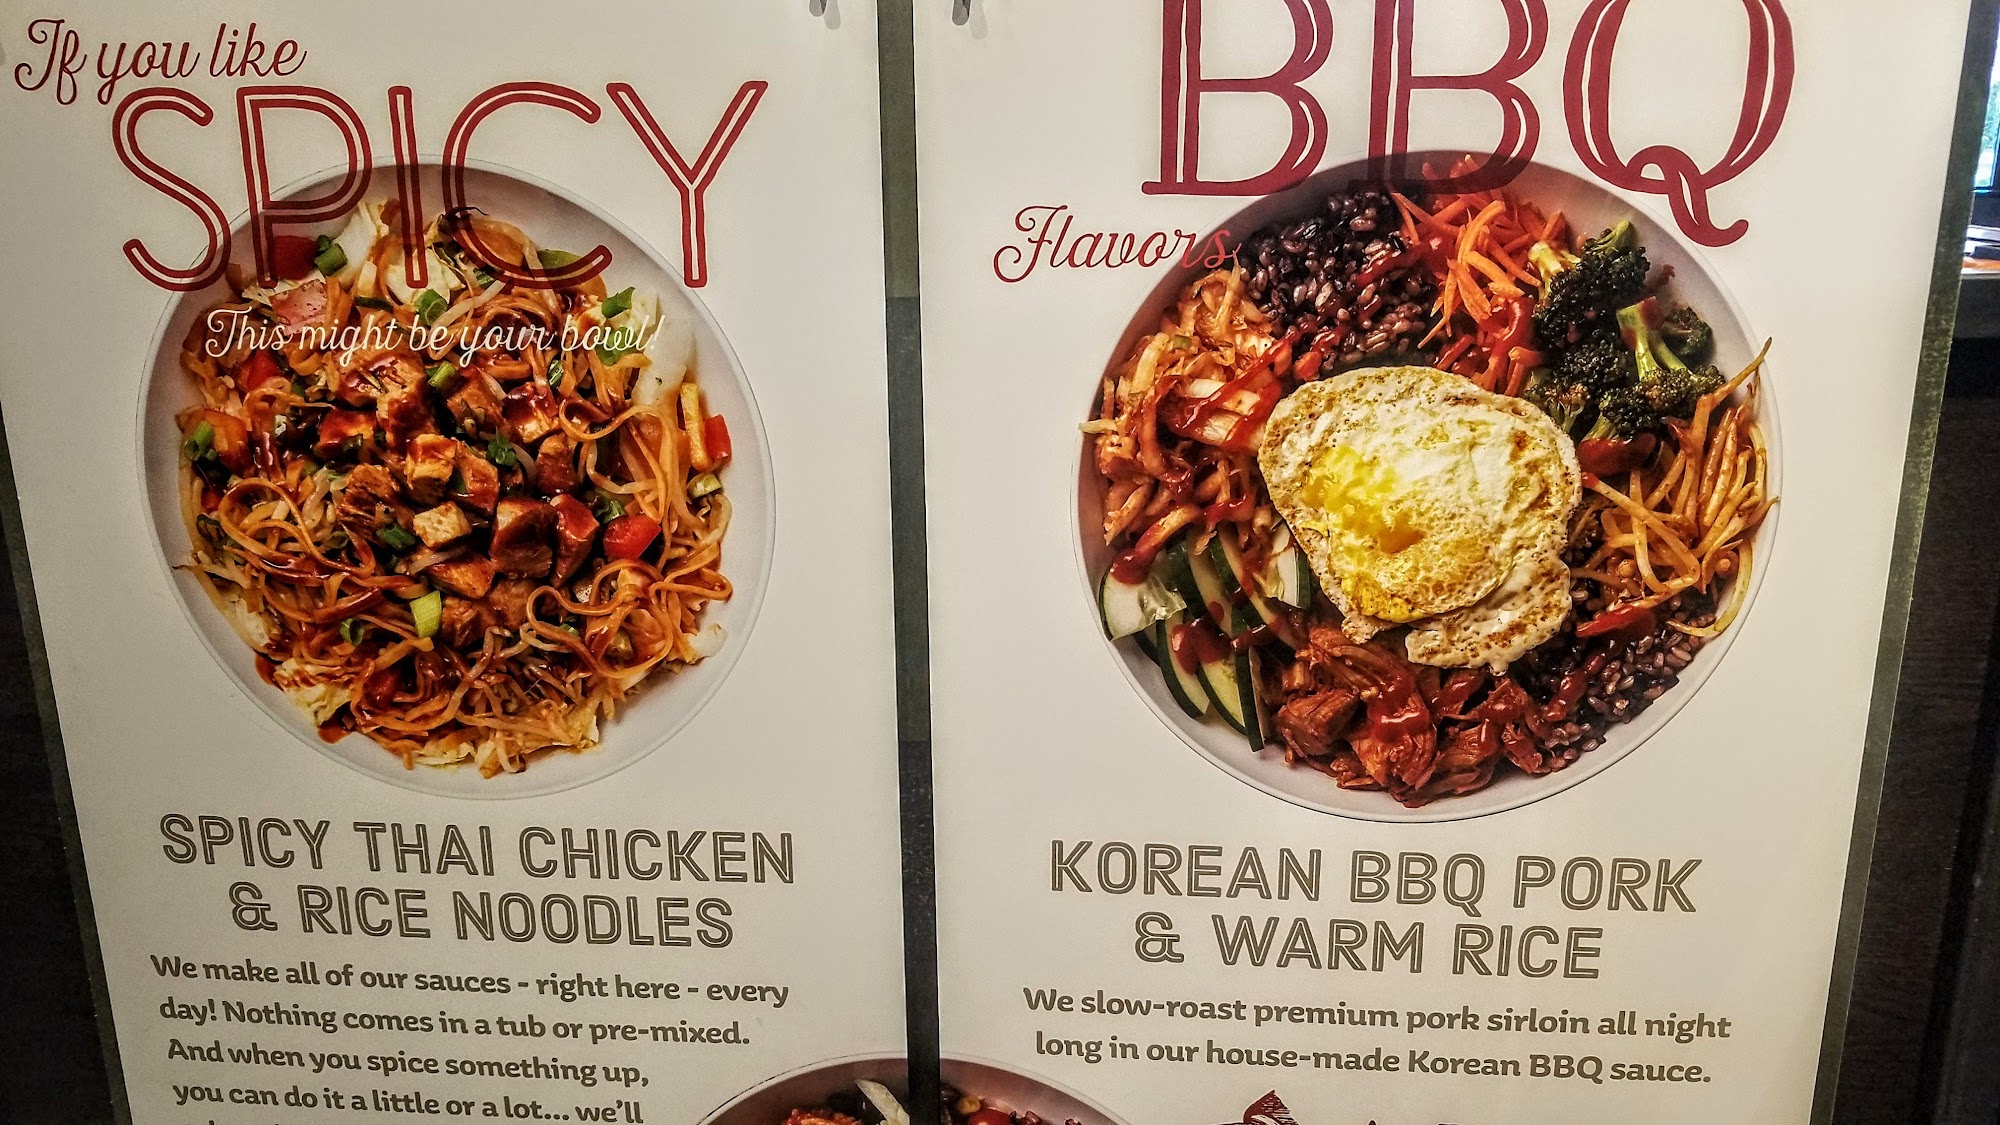 If you like
SPICY
This might be your bowl!
SPICY THAI CHICKEN
& RICE NOODLES
We make all of our sauces - right here - every
day! Nothing comes in a tub or pre-mixed.
And when you spice something up,
you can do it a little or a lot... we'll
BBQ
Flavors
KOREAN BBQ PORK
& WARM RICE
We slow-roast premium pork sirloin all night
long in our house-made Korean BBQ sauce.